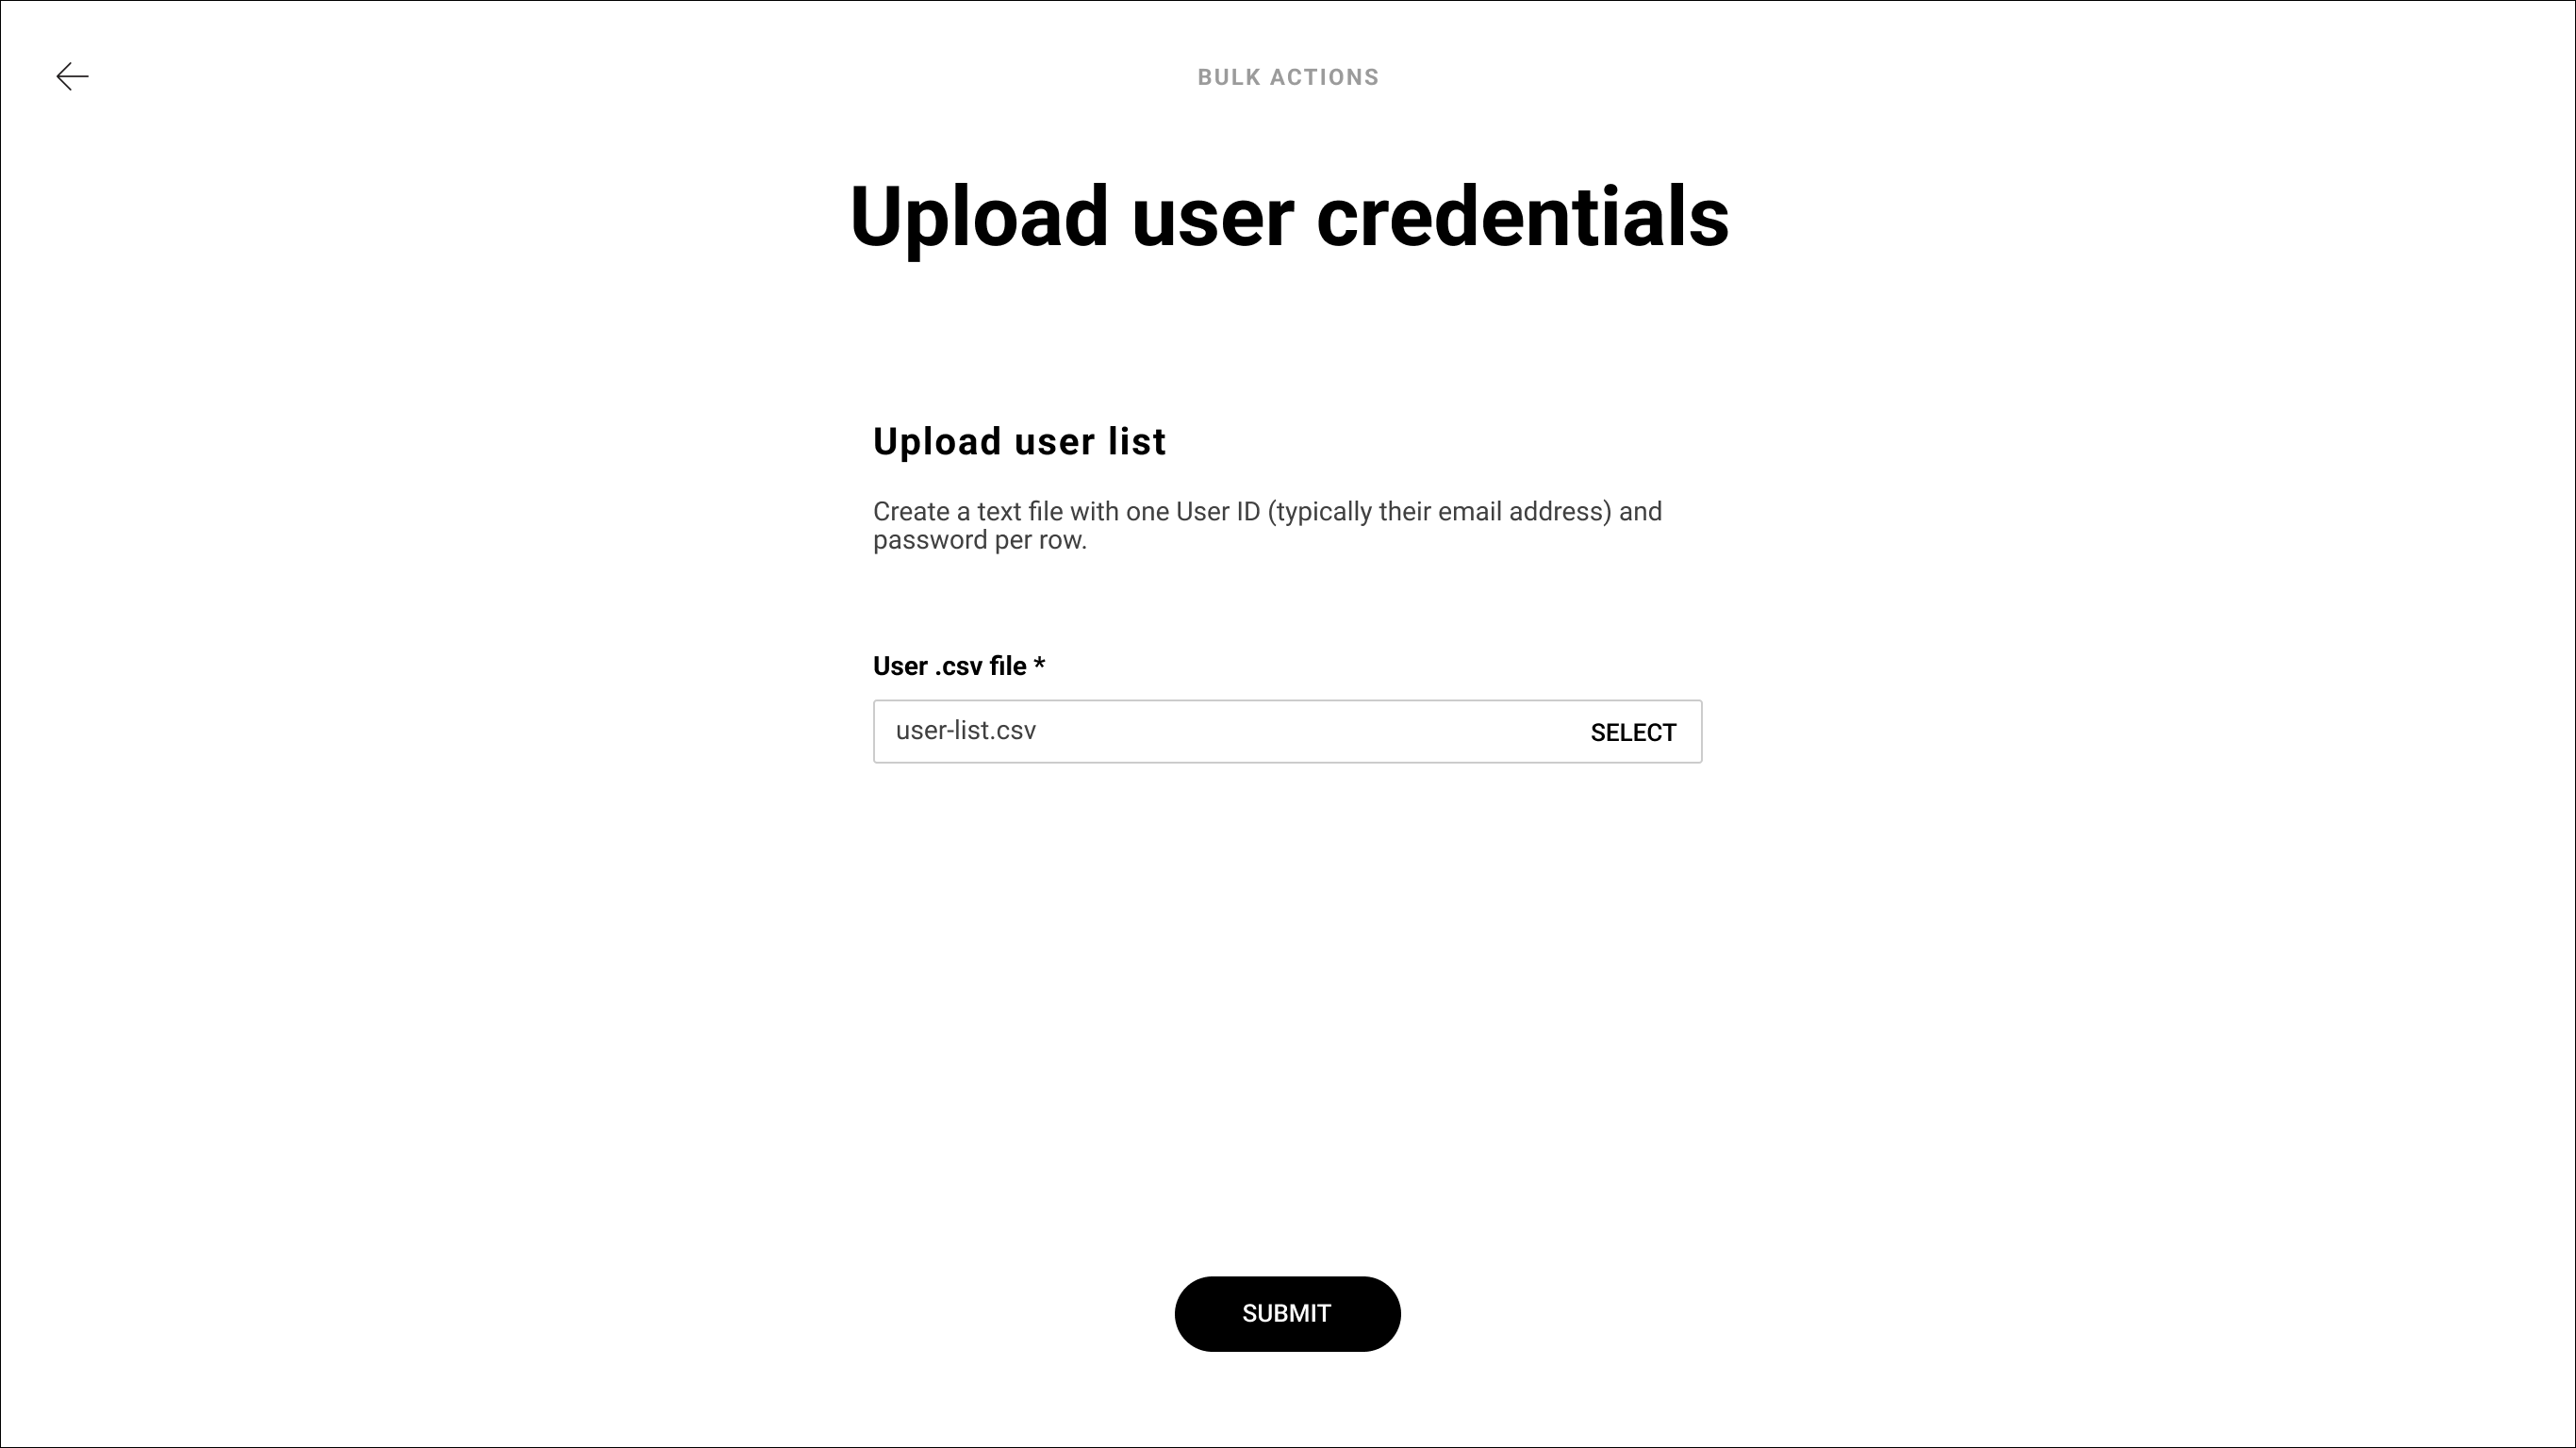 BULK ACTIONS
Upload user credentials
Upload user list
Create a text file with one User ID (typically their email address) and
password per row.
User .csv file *
user-list.csv
SELECT
SUBMIT